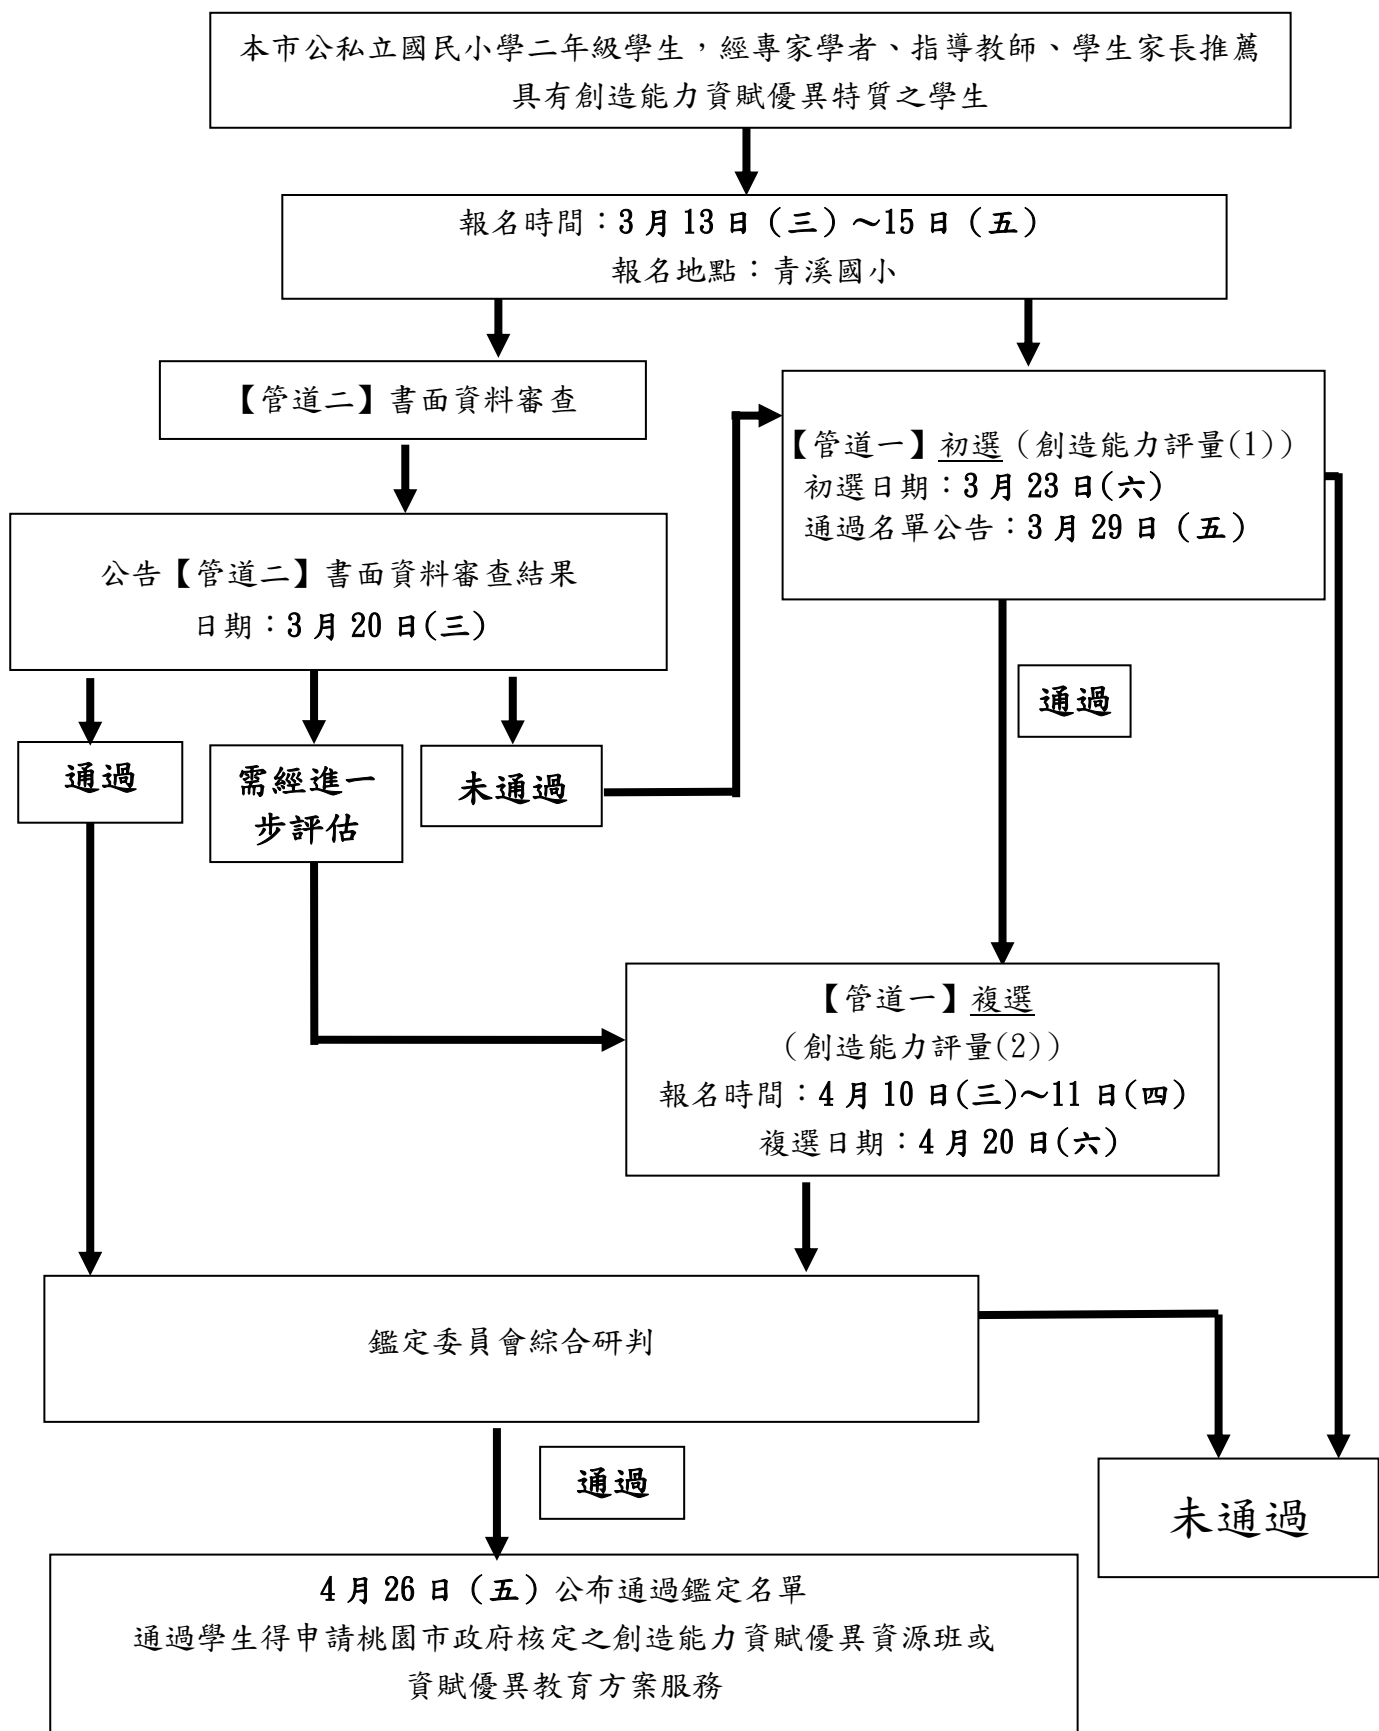 本市公私立國民小學二年級學生，經專家學者、指導教師、學生家長推薦
具有創造能力資賦優異特質之學生
報名時間：3月13日（三）～15日（五）
報名地點：青溪國小
【管道二】書面資料審查
【管道一】初選（創造能力評量(1)）
初選日期：3月23日(六)
通過名單公告：3月29日（五）
公告【管道二】書面資料審查結果
日期：3月20日(三)
通過
通過
需經進一
步評估
未通過
【管道一】複選
（創造能力評量(2)）
報名時間：4月10日(三)～11日(四)
複選日期：4月20日(六)
鑑定委員會綜合研判
通過
未通過
4月26日（五）公布通過鑑定名單
通過學生得申請桃園市政府核定之創造能力資賦優異資源班或
資賦優異教育方案服務